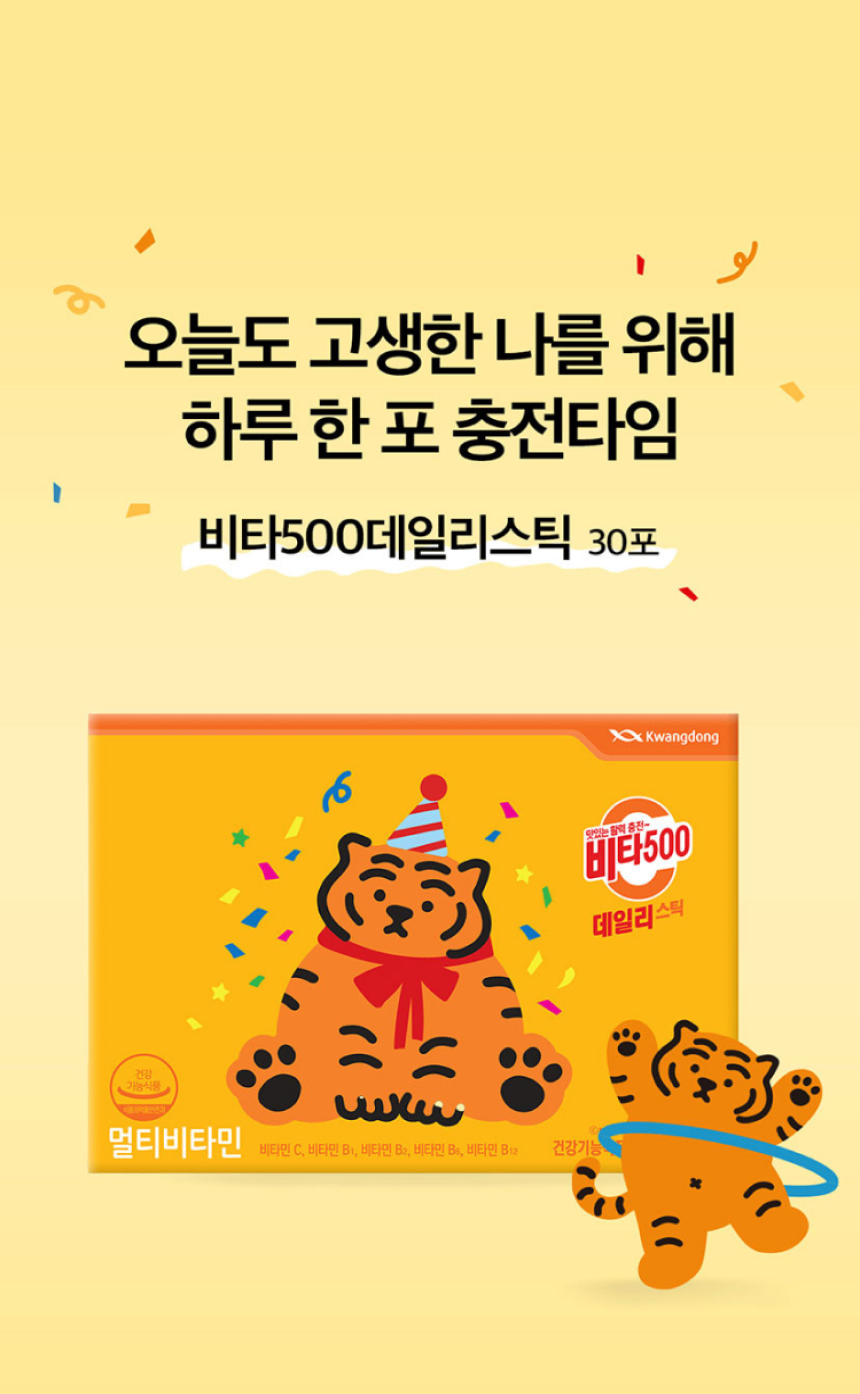 오늘도 고생한 나를 위해
하루 한 포 충전타임
비타500데일리스틱 30포
Kwangdong
맛있는 활력 충전~
비타500
데일리스틱
건강
기능식품
멀티비타민
비타민 C, 비타민 B1, 비타민 B2, 비타민 B6, 비타민 B12